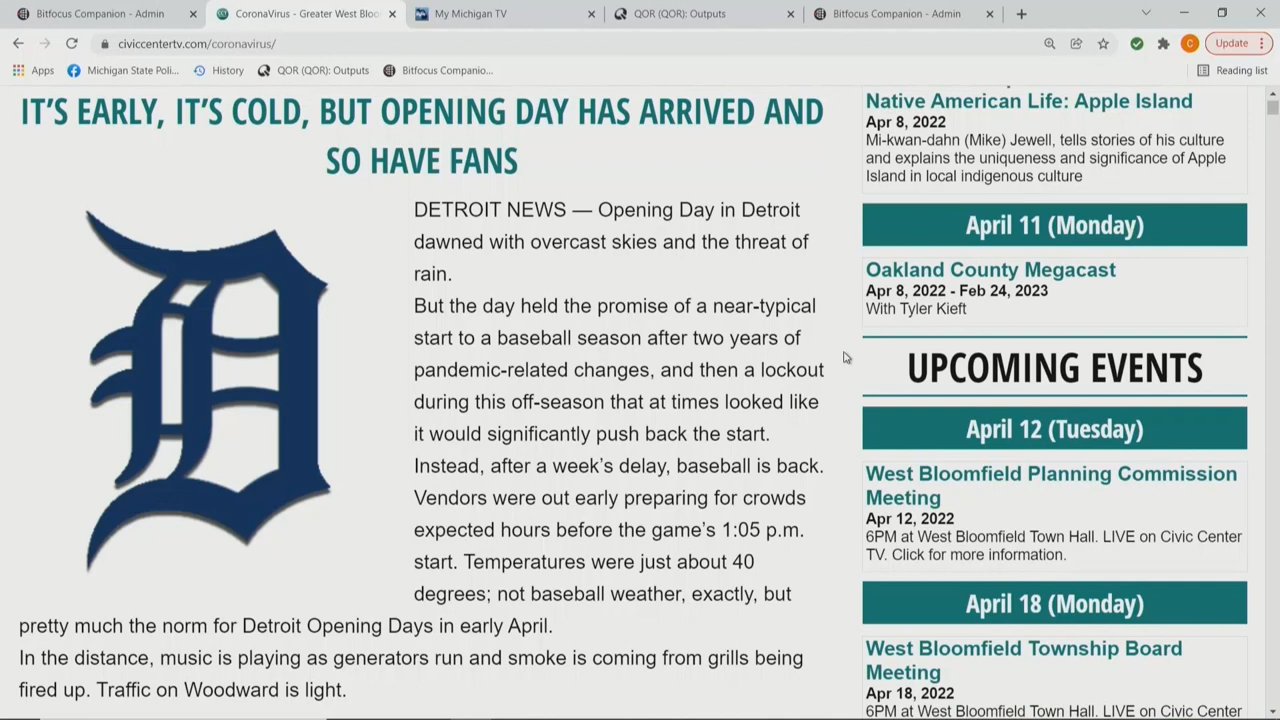 Bitfocus Companion - Admin
CoronaVirus - Greater West Bloo
My Michigan TV
QOR (QOR): Outputs
Bitfocus Companion - Admin
civiccentertv.com/coronavirus/
Update
Apps
Michigan State Poli...
History
QOR (QOR): Outputs
Bitfocus Companio...
Reading list
IT'S EARLY, IT'S COLD, BUT OPENING DAY HAS ARRIVED AND
SO HAVE FANS
DETROIT NEWS — Opening Day in Detroit
dawned with overcast skies and the threat of
rain.
But the day held the promise of a near-typical
start to a baseball season after two years of
pandemic-related changes, and then a lockout
during this off-season that at times looked like
it would significantly push back the start.
Instead, after a week's delay, baseball is back.
Vendors were out early preparing for crowds
expected hours before the game's 1:05 p.m.
start. Temperatures were just about 40
degrees; not baseball weather, exactly, but
pretty much the norm for Detroit Opening Days in early April.
In the distance, music is playing as generators run and smoke is coming from grills being
fired up. Traffic on Woodward is light.
Native American Life: Apple Island
Apr 8, 2022
Mi-kwan-dahn (Mike) Jewell, tells stories of his culture
and explains the uniqueness and significance of Apple
Island in local indigenous culture
April 11 (Monday)
Oakland County Megacast
Apr 8, 2022 - Feb 24, 2023
With Tyler Kieft
UPCOMING EVENTS
April 12 (Tuesday)
West Bloomfield Planning Commission
Meeting
Apr 12, 2022
6PM at West Bloomfield Town Hall. LIVE on Civic Center
TV. Click for more information.
April 18 (Monday)
West Bloomfield Township Board
Meeting
Apr 18, 2022
6PM at West Bloomfield Town Hall. LIVE on Civic Center